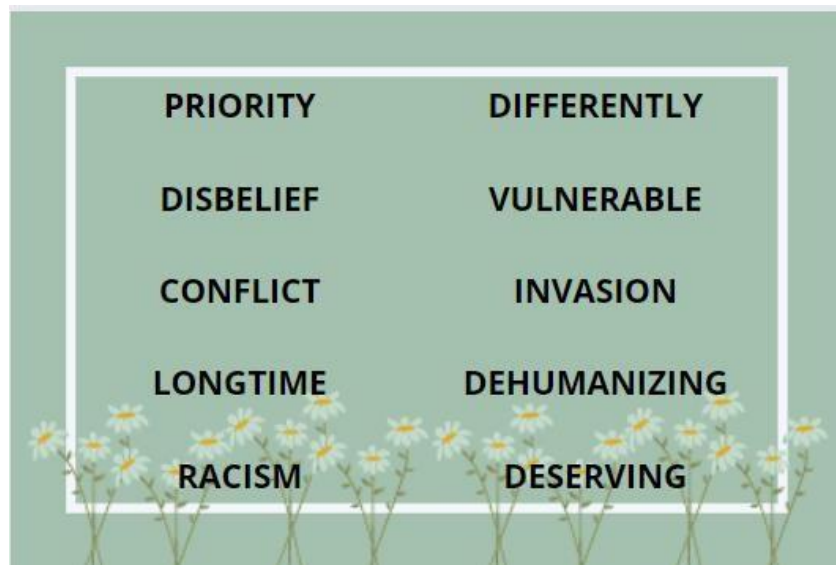 PRIORITY DIFFERENTLY
DISBELIEF VULNERABLE
CONFLICT INVASION
LONGTIME DEHUMANIZING
RACISM DESERVING